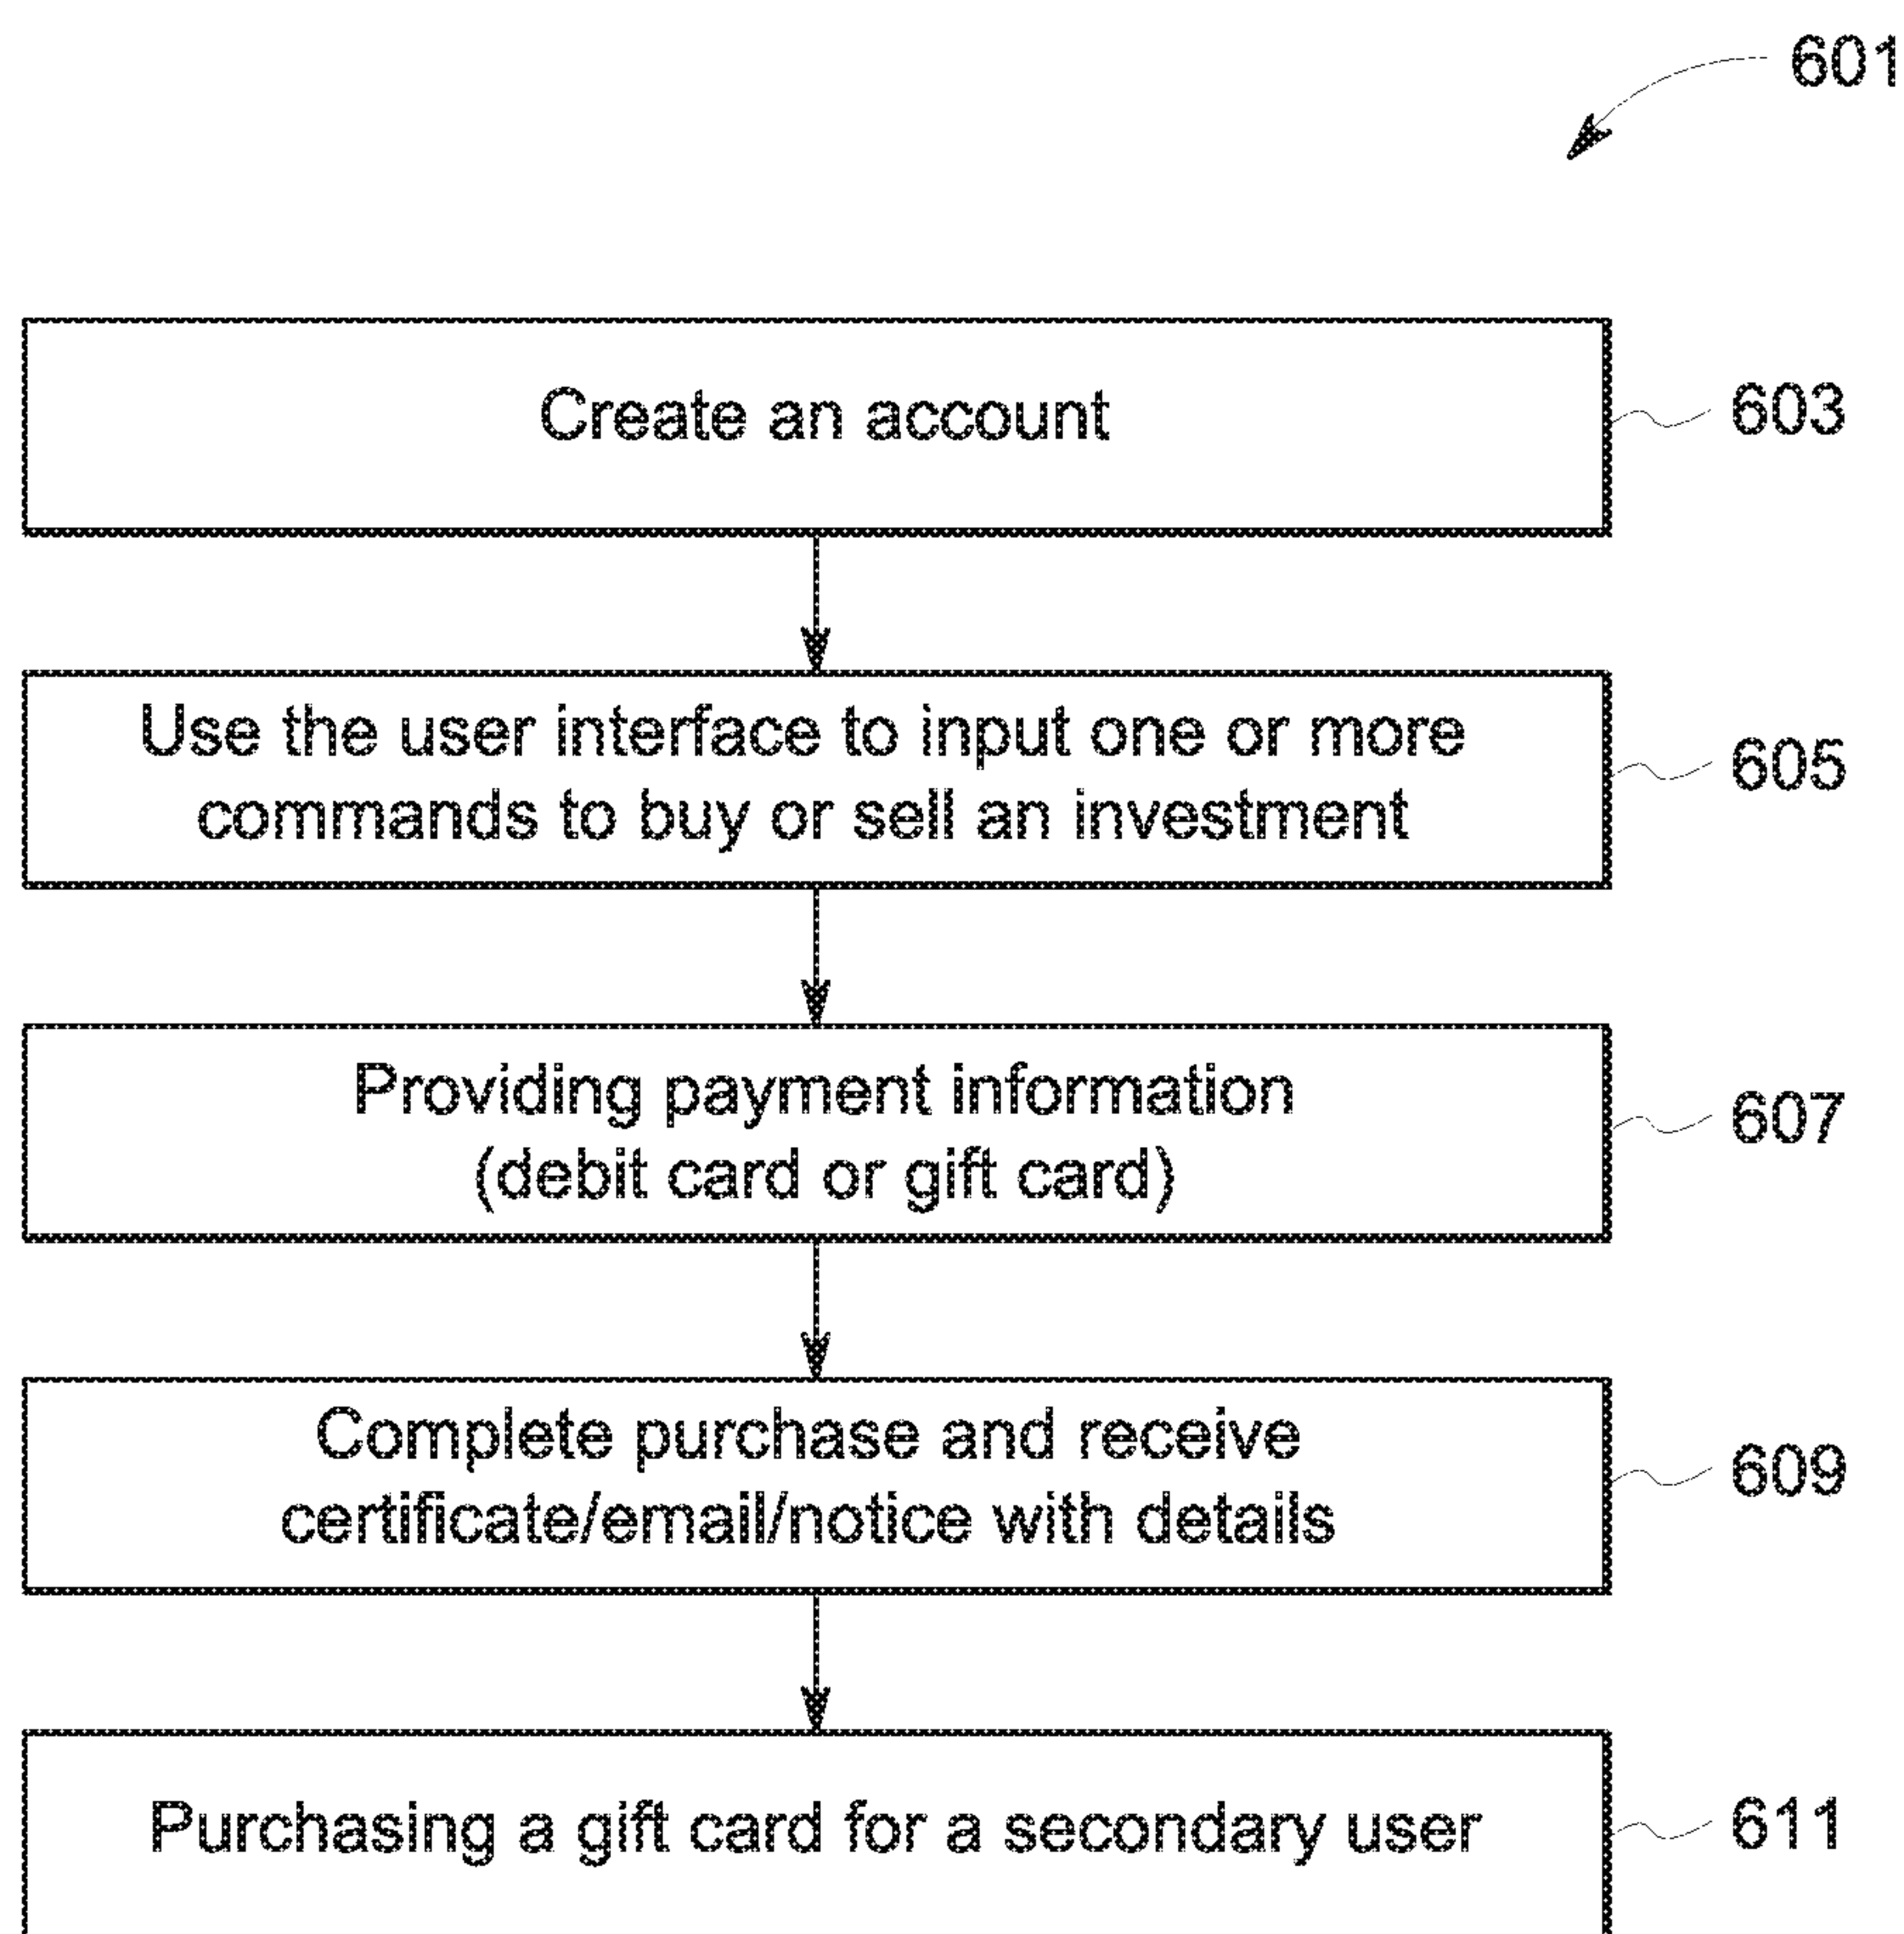 601
Create an account
603
Use the user interface to input one or more
commands to buy or sell an investment
605
Providing payment information
(debit card or gift card)
607
Complete purchase and receive
certificate/email/notice with details
609
Purchasing a gift card for a secondary user
611